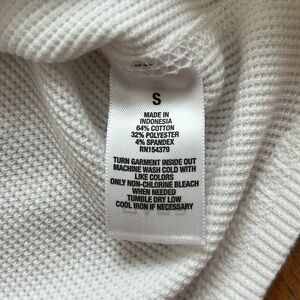 S
MADE IN
INDONESIA
64% COTTON
32% POLYESTER
4% SPANDEX
RN154379
TURN GARMENT INSIDE OUT
MACHINE WASH COLD WITH
LIKE COLORS
ONLY NON-CHLORINE BLEACH
WHEN NEEDED
TUMBLE DRY LOW
COOL IRON IF NECESSARY